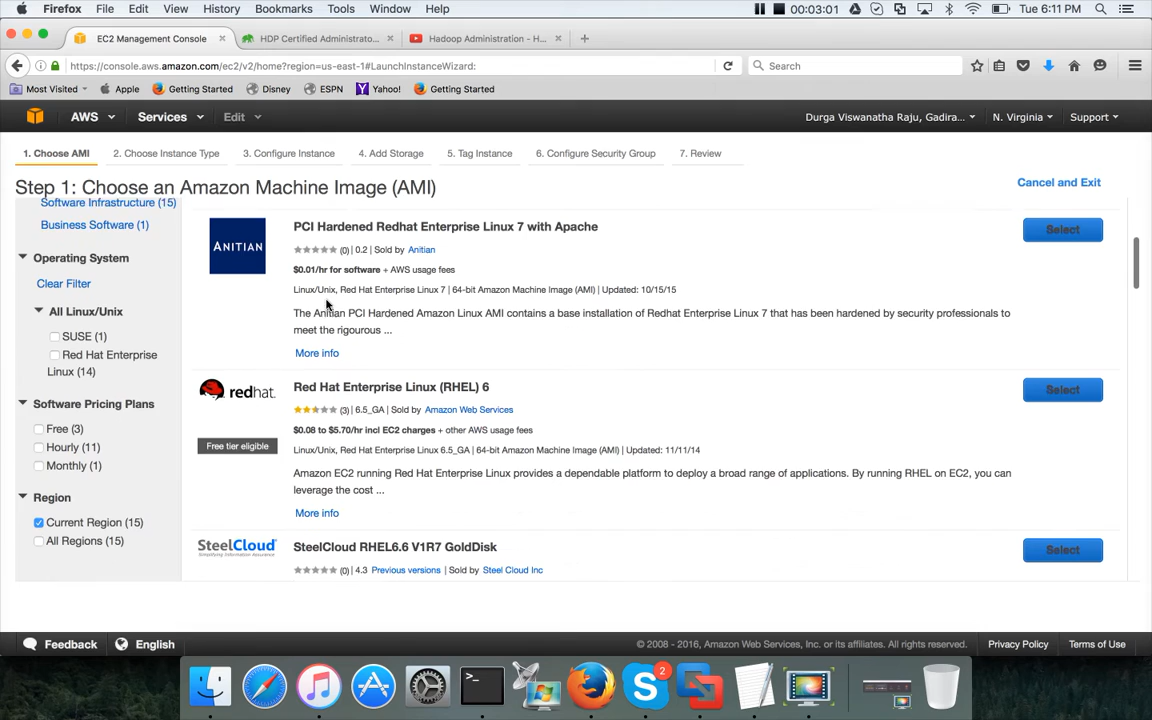 Firefox File Edit View History Bookmarks Tools Window Help 00:03:01 Tue 6:11 PM
EC2 Management Console HDP Certified Administrato... Hadoop Administration - H...
https://console.aws.amazon.com/ec2/v2/home?region=us-east-1#LaunchInstanceWizard: Search
Most Visited Apple Getting Started Disney ESPN Yahoo! Getting Started
AWS Services Edit Durga Viswanatha Raju, Gadira... N. Virginia Support
1. Choose AMI 2. Choose Instance Type 3. Configure Instance 4. Add Storage 5. Tag Instance 6. Configure Security Group 7. Review
Step 1: Choose an Amazon Machine Image (AMI) Cancel and Exit
Software Infrastructure (15)
Business Software (1)
Operating System
Clear Filter
All Linux/Unix
SUSE (1)
Red Hat Enterprise
Linux (14)
Software Pricing Plans
Free (3)
Hourly (11)
Monthly (1)
Region
Current Region (15)
All Regions (15)
ANITIAN
PCI Hardened Redhat Enterprise Linux 7 with Apache
Select
(0) | 0.2 | Sold by Anitian
$0.01/hr for software + AWS usage fees
Linux/Unix, Red Hat Enterprise Linux 7 | 64-bit Amazon Machine Image (AMI) | Updated: 10/15/15
The Anitian PCI Hardened Amazon Linux AMI contains a base installation of Redhat Enterprise Linux 7 that has been hardened by security professionals to
meet the rigourous ...
More info
redhat.
Free tier eligible
Red Hat Enterprise Linux (RHEL) 6
Select
(3) | 6.5_GA | Sold by Amazon Web Services
$0.08 to $5.70/hr incl EC2 charges + other AWS usage fees
Linux/Unix, Red Hat Enterprise Linux 6.5_GA | 64-bit Amazon Machine Image (AMI) | Updated: 11/11/14
Amazon EC2 running Red Hat Enterprise Linux provides a dependable platform to deploy a broad range of applications. By running RHEL on EC2, you can
leverage the cost ...
More info
SteelCloud
SteelCloud RHEL6.6 V1R7 GoldDisk
Select
(0) | 4.3 Previous versions | Sold by Steel Cloud Inc
Feedback English © 2008 - 2016, Amazon Web Services, Inc. or its affiliates. All rights reserved. Privacy Policy Terms of Use
2